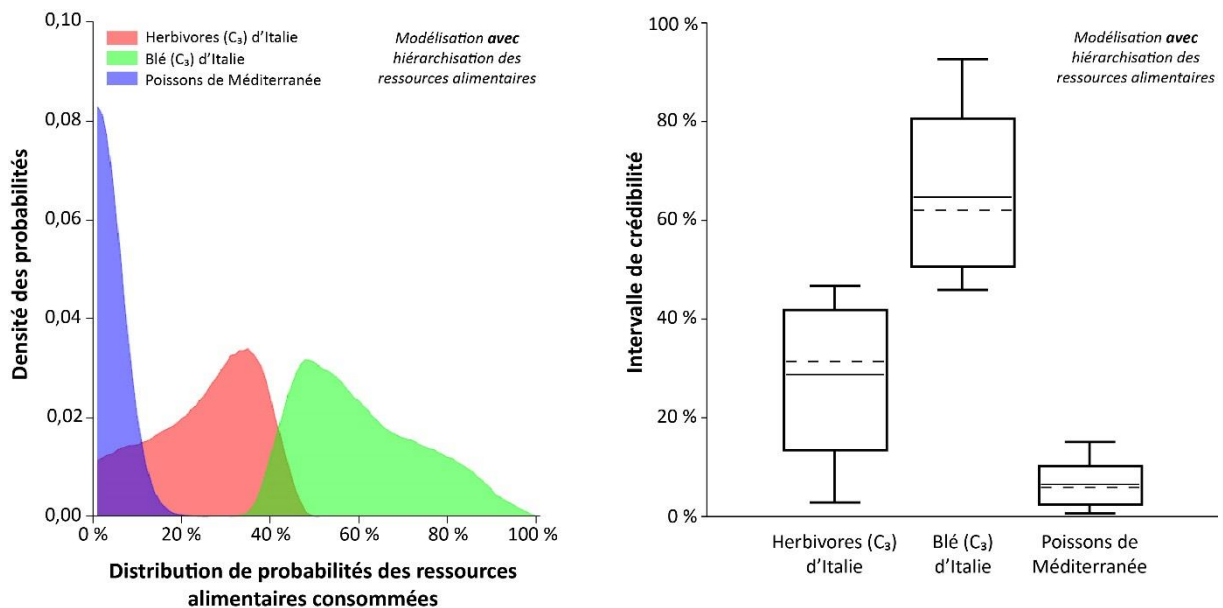 0,10
0,08
0,06
0,04
0,02
0,00
Densité des probabilités
Herbivores (C₃) d’Italie
Blé (C₃) d’Italie
Poissons de Méditerranée
Modélisation avec
hiérarchisation des
ressources alimentaires
0 %
20 %
40 %
60 %
80 %
100 %
Distribution de probabilités des ressources
alimentaires consommées
100 %
80 %
60 %
40 %
20 %
0 %
Intervalle de crédibilité
Modélisation avec
hiérarchisation des
ressources alimentaires
Herbivores (C₃)
d’Italie
Blé (C₃)
d’Italie
Poissons de
Méditerranée